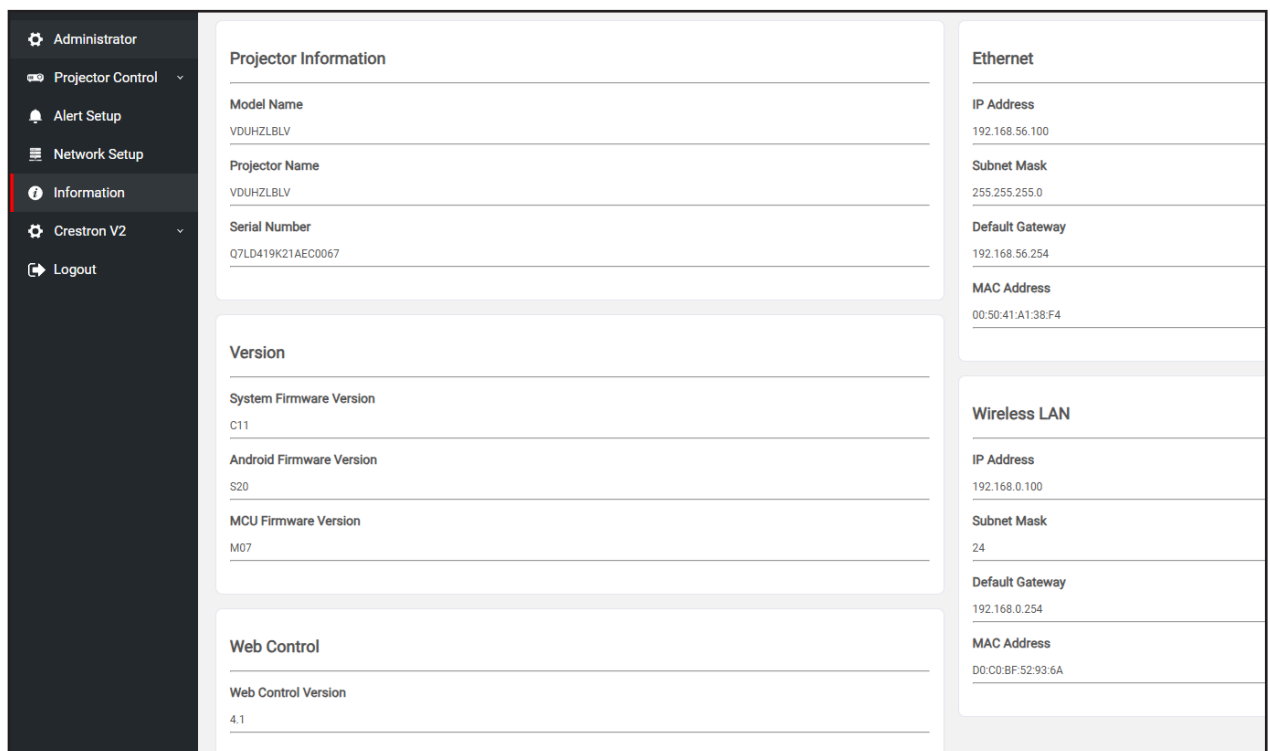 Administrator
Projector Control
Alert Setup
Network Setup
Information
Crestron V2
Logout
Projector Information
Model Name
VDUHZLBLV
Projector Name
VDUHZLBLV
Serial Number
Q7LD419K21AEC0067
Version
System Firmware Version
C11
Android Firmware Version
S20
MCU Firmware Version
M07
Web Control
Web Control Version
4.1
Ethernet
IP Address
192.168.56.100
Subnet Mask
255.255.255.0
Default Gateway
192.168.56.254
MAC Address
00:50:41:A1:38:F4
Wireless LAN
IP Address
192.168.0.100
Subnet Mask
24
Default Gateway
192.168.0.254
MAC Address
D0:C0:BF:52:93:6A